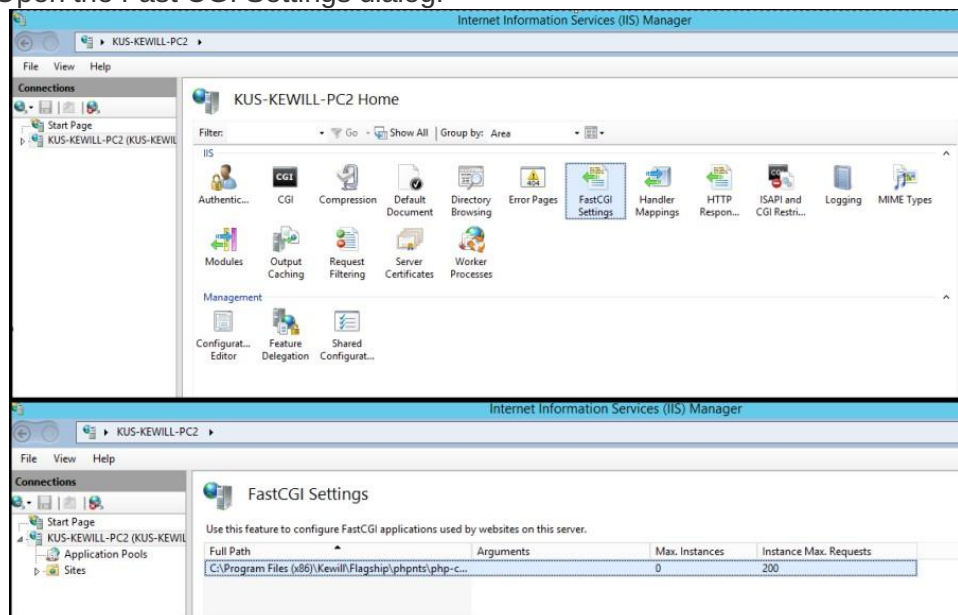 Open the Fast CGI Settings dialog.
Internet Information Services (IIS) Manager
KUS-KEWILL-PC2
File View Help
Connections
Start Page
KUS-KEWILL-PC2 (KUS-KEWIL
KUS-KEWILL-PC2 Home
Filter: Go Show All Group by: Area
IIS
Authentic... CGI Compression Default Document Directory Browsing Error Pages FastCGI Settings Handler Mappings HTTP Respon... ISAPI and CGI Restri... Logging MIME Types
Modules Output Caching Request Filtering Server Certificates Worker Processes
Management
Configurat... Editor Feature Delegation Shared Configurat...
Internet Information Services (IIS) Manager
KUS-KEWILL-PC2
File View Help
Connections
Start Page
KUS-KEWILL-PC2 (KUS-KEWIL
Application Pools
Sites
FastCGI Settings
Use this feature to configure FastCGI applications used by websites on this server.
Full Path Arguments Max. Instances Instance Max. Requests
C:\Program Files (x86)\Kewill\Flagship\phpnts\php-c... 0 200